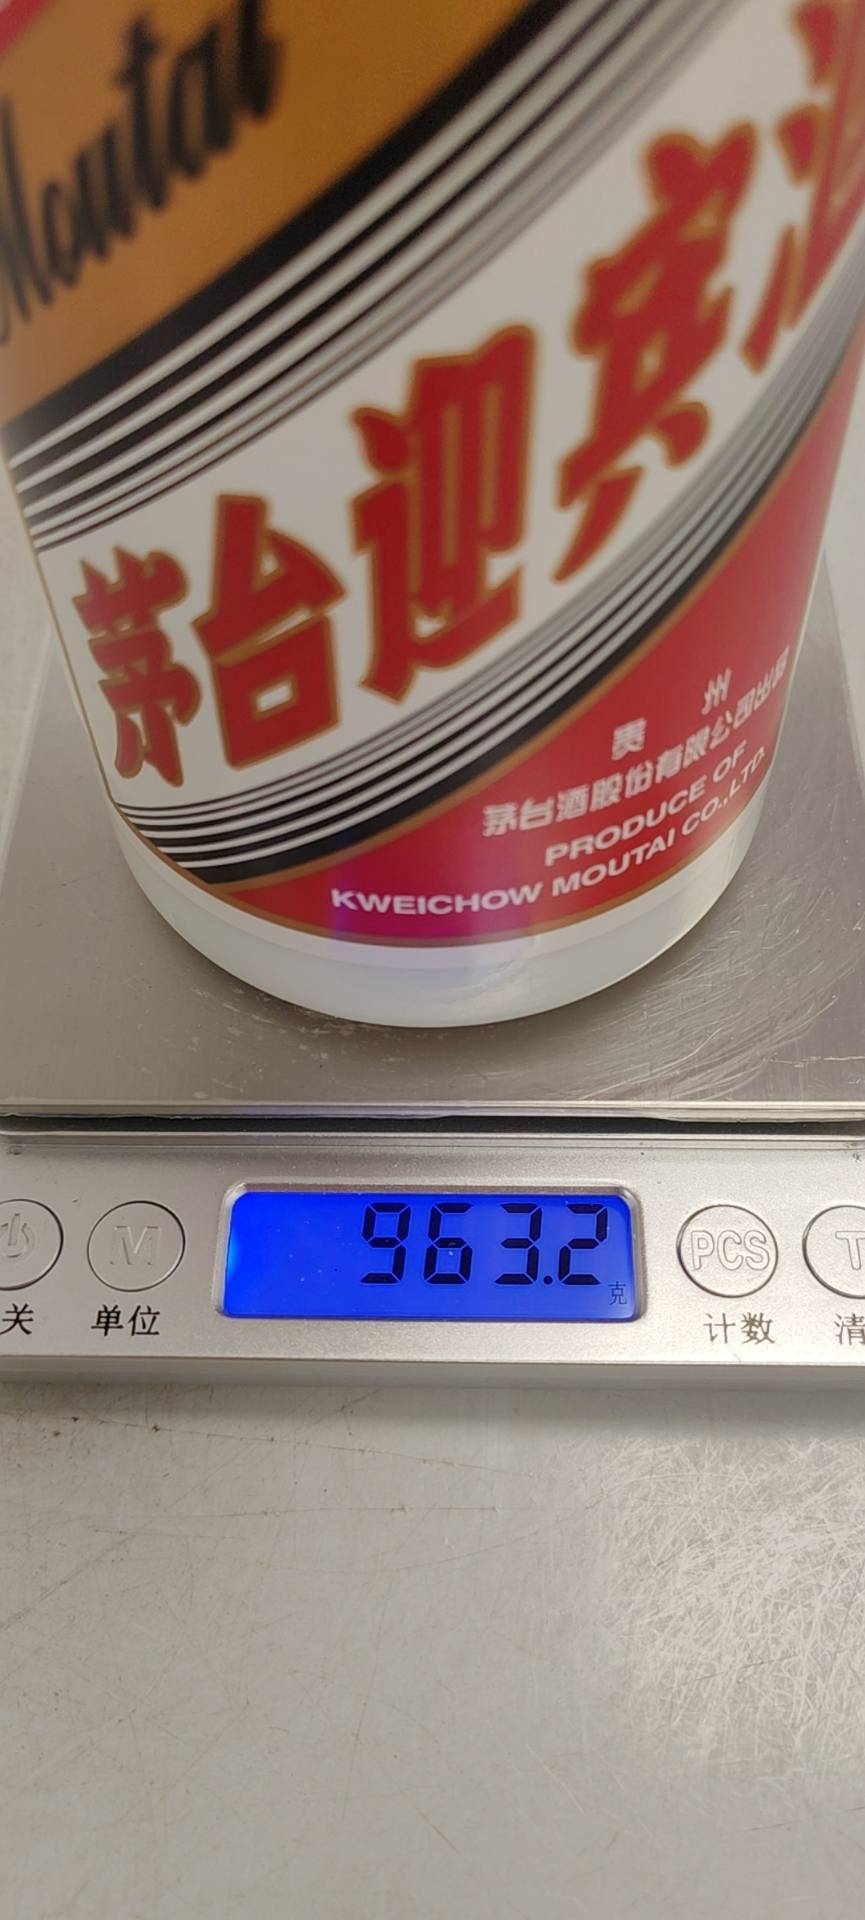 Moutai
茅台迎宾酒
贵 州
茅台酒股份有限公司出品
PRODUCE OF
KWEICHOW MOUTAI CO.,LTD.
963.2
克
M
PCS
T
关
单位
计数
清